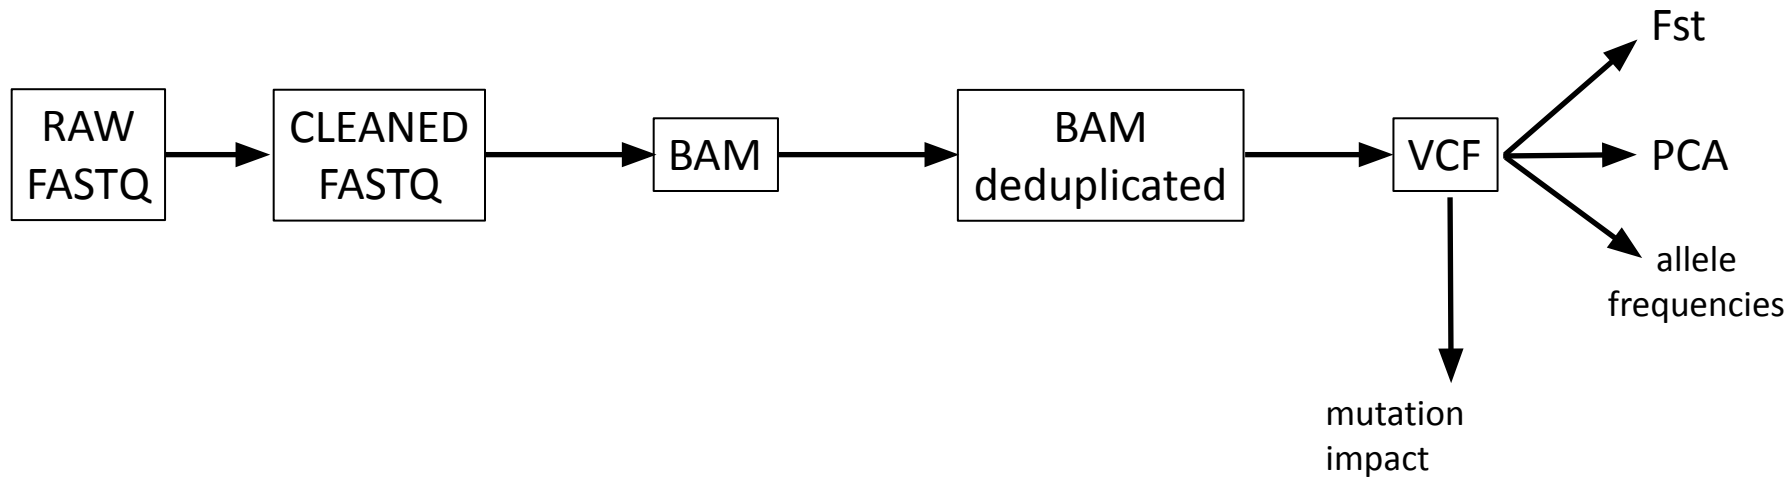 RAW
FASTQ
CLEANED
FASTQ
BAM
BAM
deduplicated
VCF
Fst
PCA
allele
frequencies
mutation
impact